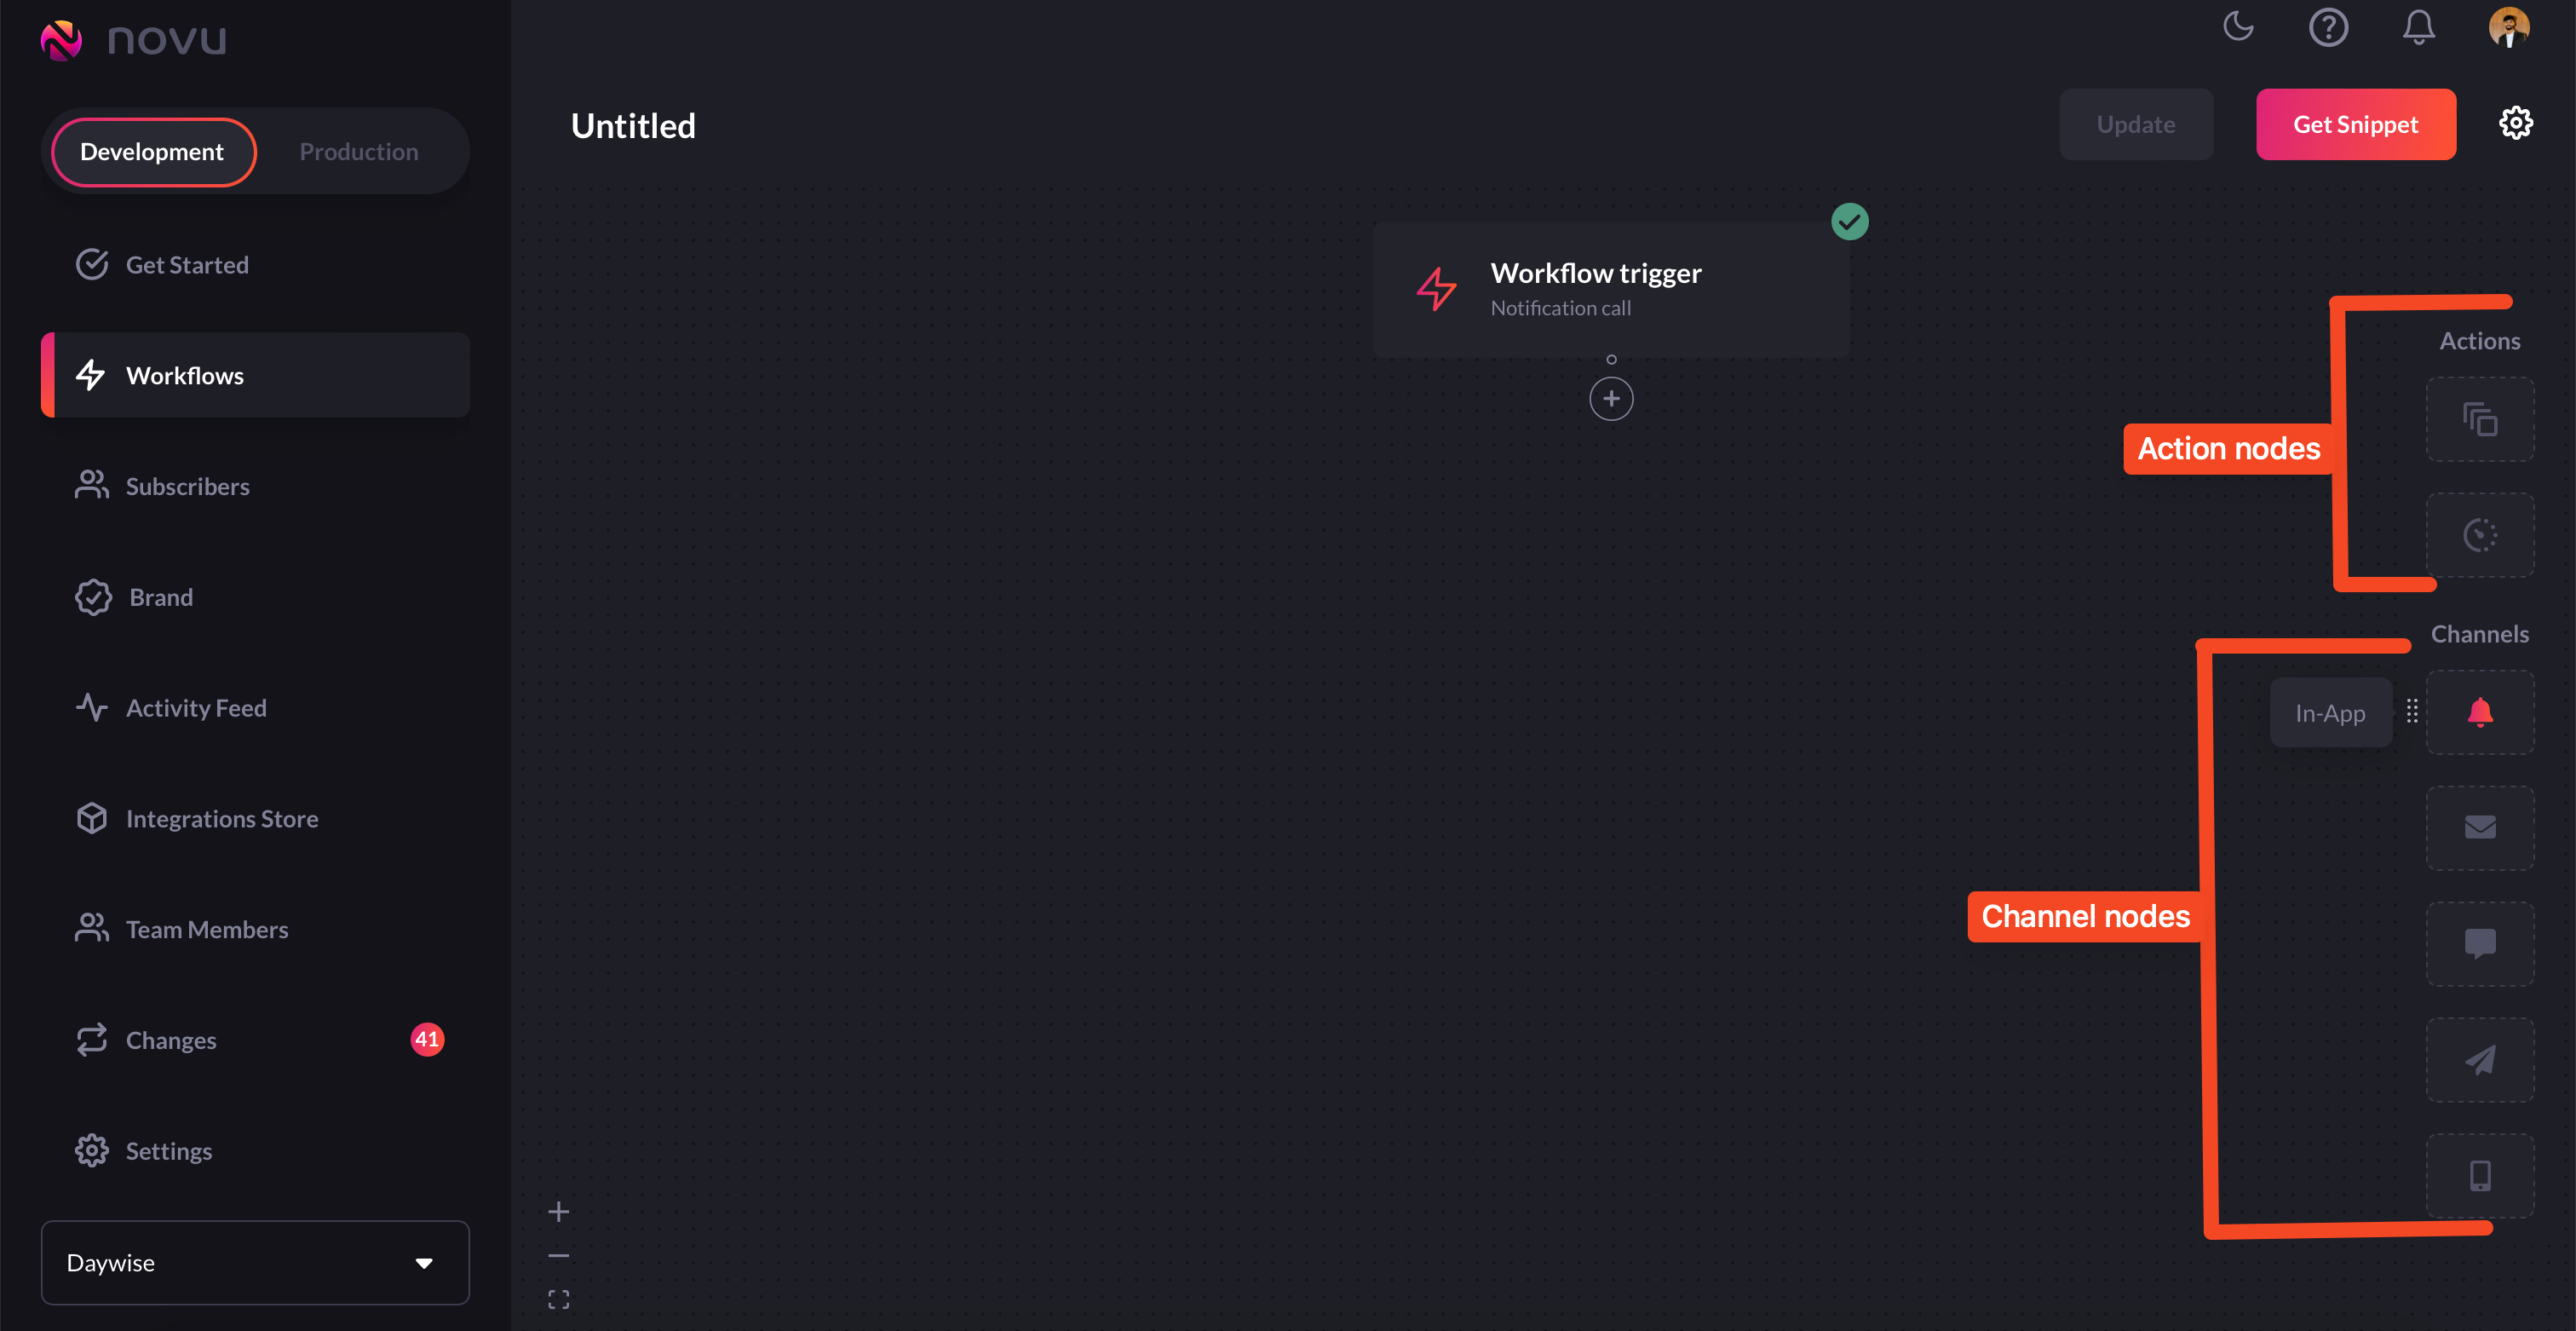 novu
Development
Production
Get Started
Workflows
Subscribers
Brand
Activity Feed
Integrations Store
Team Members
Changes
41
Settings
Daywise
Untitled
Update
Get Snippet
Workflow trigger
Notification call
Actions
Action nodes
Channels
In-App
Channel nodes